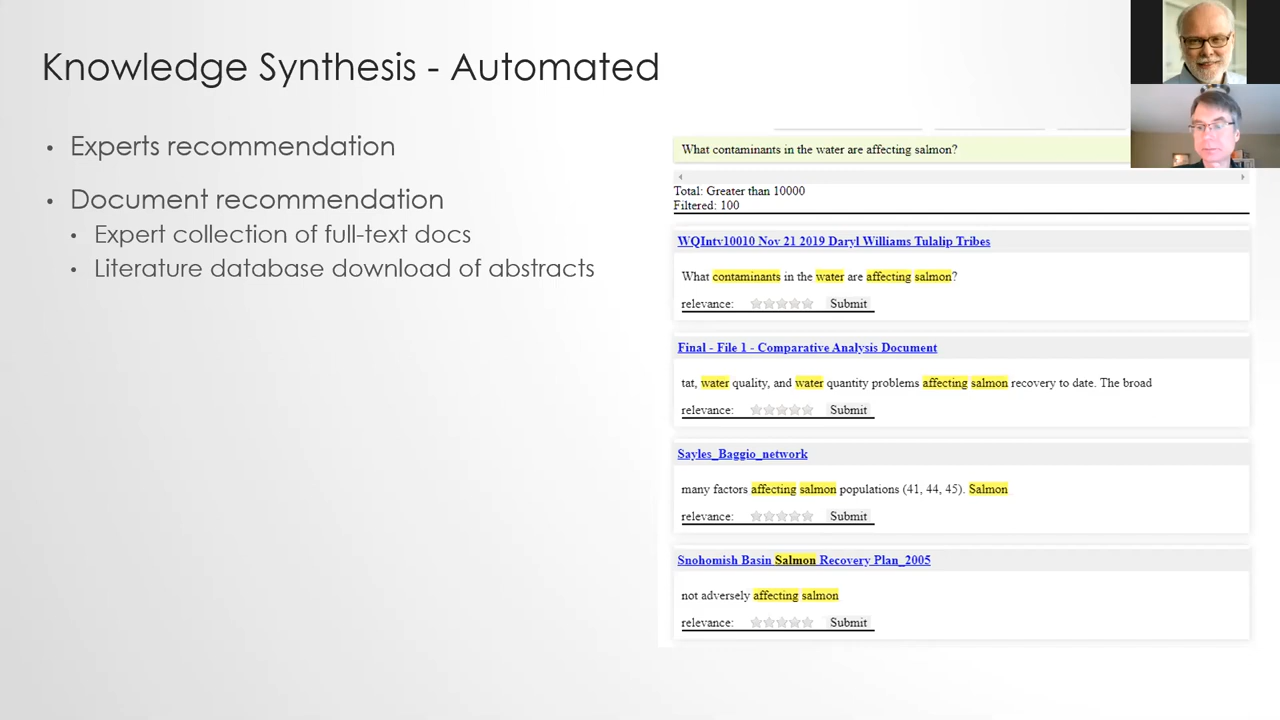 Knowledge Synthesis - Automated
• Experts recommendation
• Document recommendation
• Expert collection of full-text docs
• Literature database download of abstracts
What contaminants in the water are affecting salmon?
Total: Greater than 10000
Filtered: 100
WQIntv10010 Nov 21 2019 Daryl Williams Tulalip Tribes
What contaminants in the water are affecting salmon?
relevance: Submit
Final - File 1 - Comparative Analysis Document
tat, water quality, and water quantity problems affecting salmon recovery to date. The broad
relevance: Submit
Sayles_Baggio_network
many factors affecting salmon populations (41, 44, 45). Salmon
relevance: Submit
Snohomish Basin Salmon Recovery Plan_2005
not adversely affecting salmon
relevance: Submit